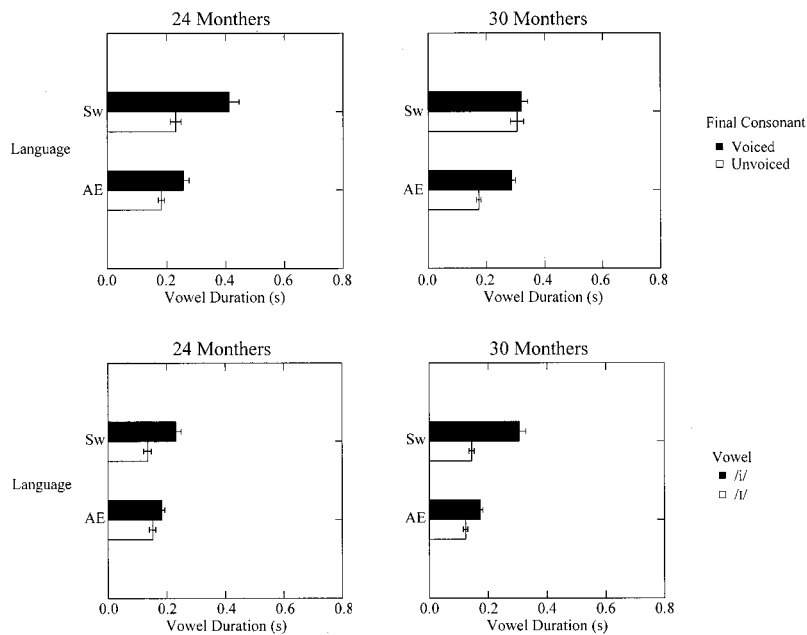 24 Monthers
30 Monthers
Sw
Sw
Final Consonant
Language
Voiced
AE
AE
Unvoiced
0.0 0.2 0.4 0.6 0.8
0.0 0.2 0.4 0.6 0.8
Vowel Duration (s)
Vowel Duration (s)
24 Monthers
30 Monthers
Sw
Sw
Vowel
Language
/i/
AE
AE
/ɪ/
0.0 0.2 0.4 0.6 0.8
0.0 0.2 0.4 0.6 0.8
Vowel Duration (s)
Vowel Duration (s)